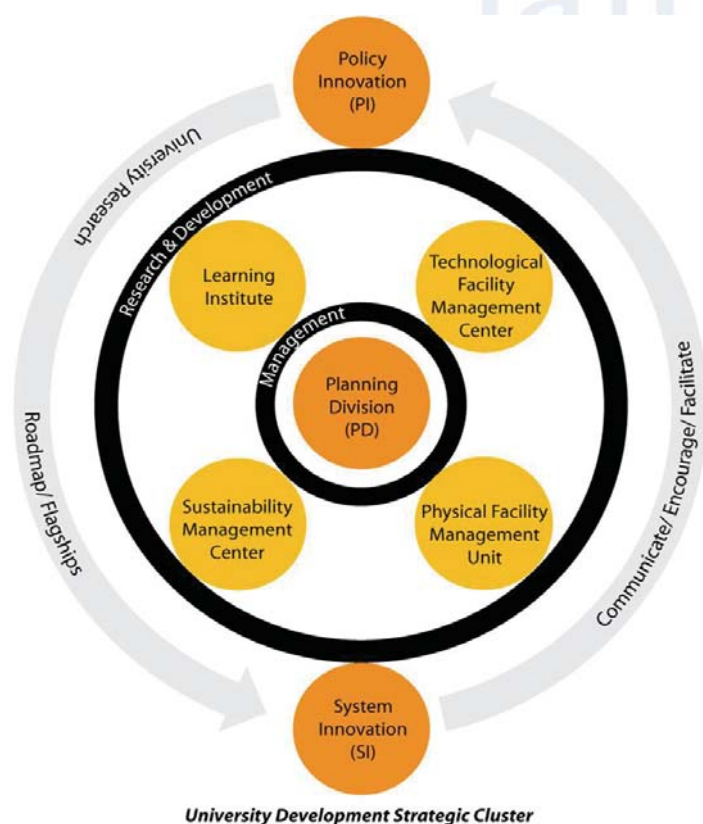 Policy
Innovation
(PI)
University Research
Roadmap/ Flagships
Research & Development
Learning
Institute
Technological
Facility
Management
Center
Management
Planning
Division
(PD)
Sustainability
Management
Center
Physical Facility
Management
Unit
Communicate/ Encourage/ Facilitate
System
Innovation
(SI)
University Development Strategic Cluster